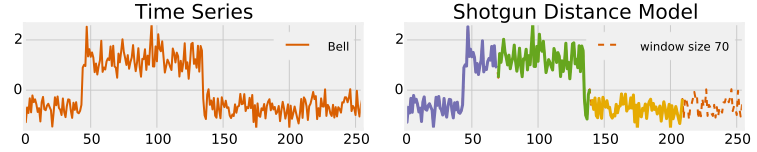 Time Series
Shotgun Distance Model
2
0
Bell
0 50 100 150 200 250
2
0
window size 70
0 50 100 150 200 250